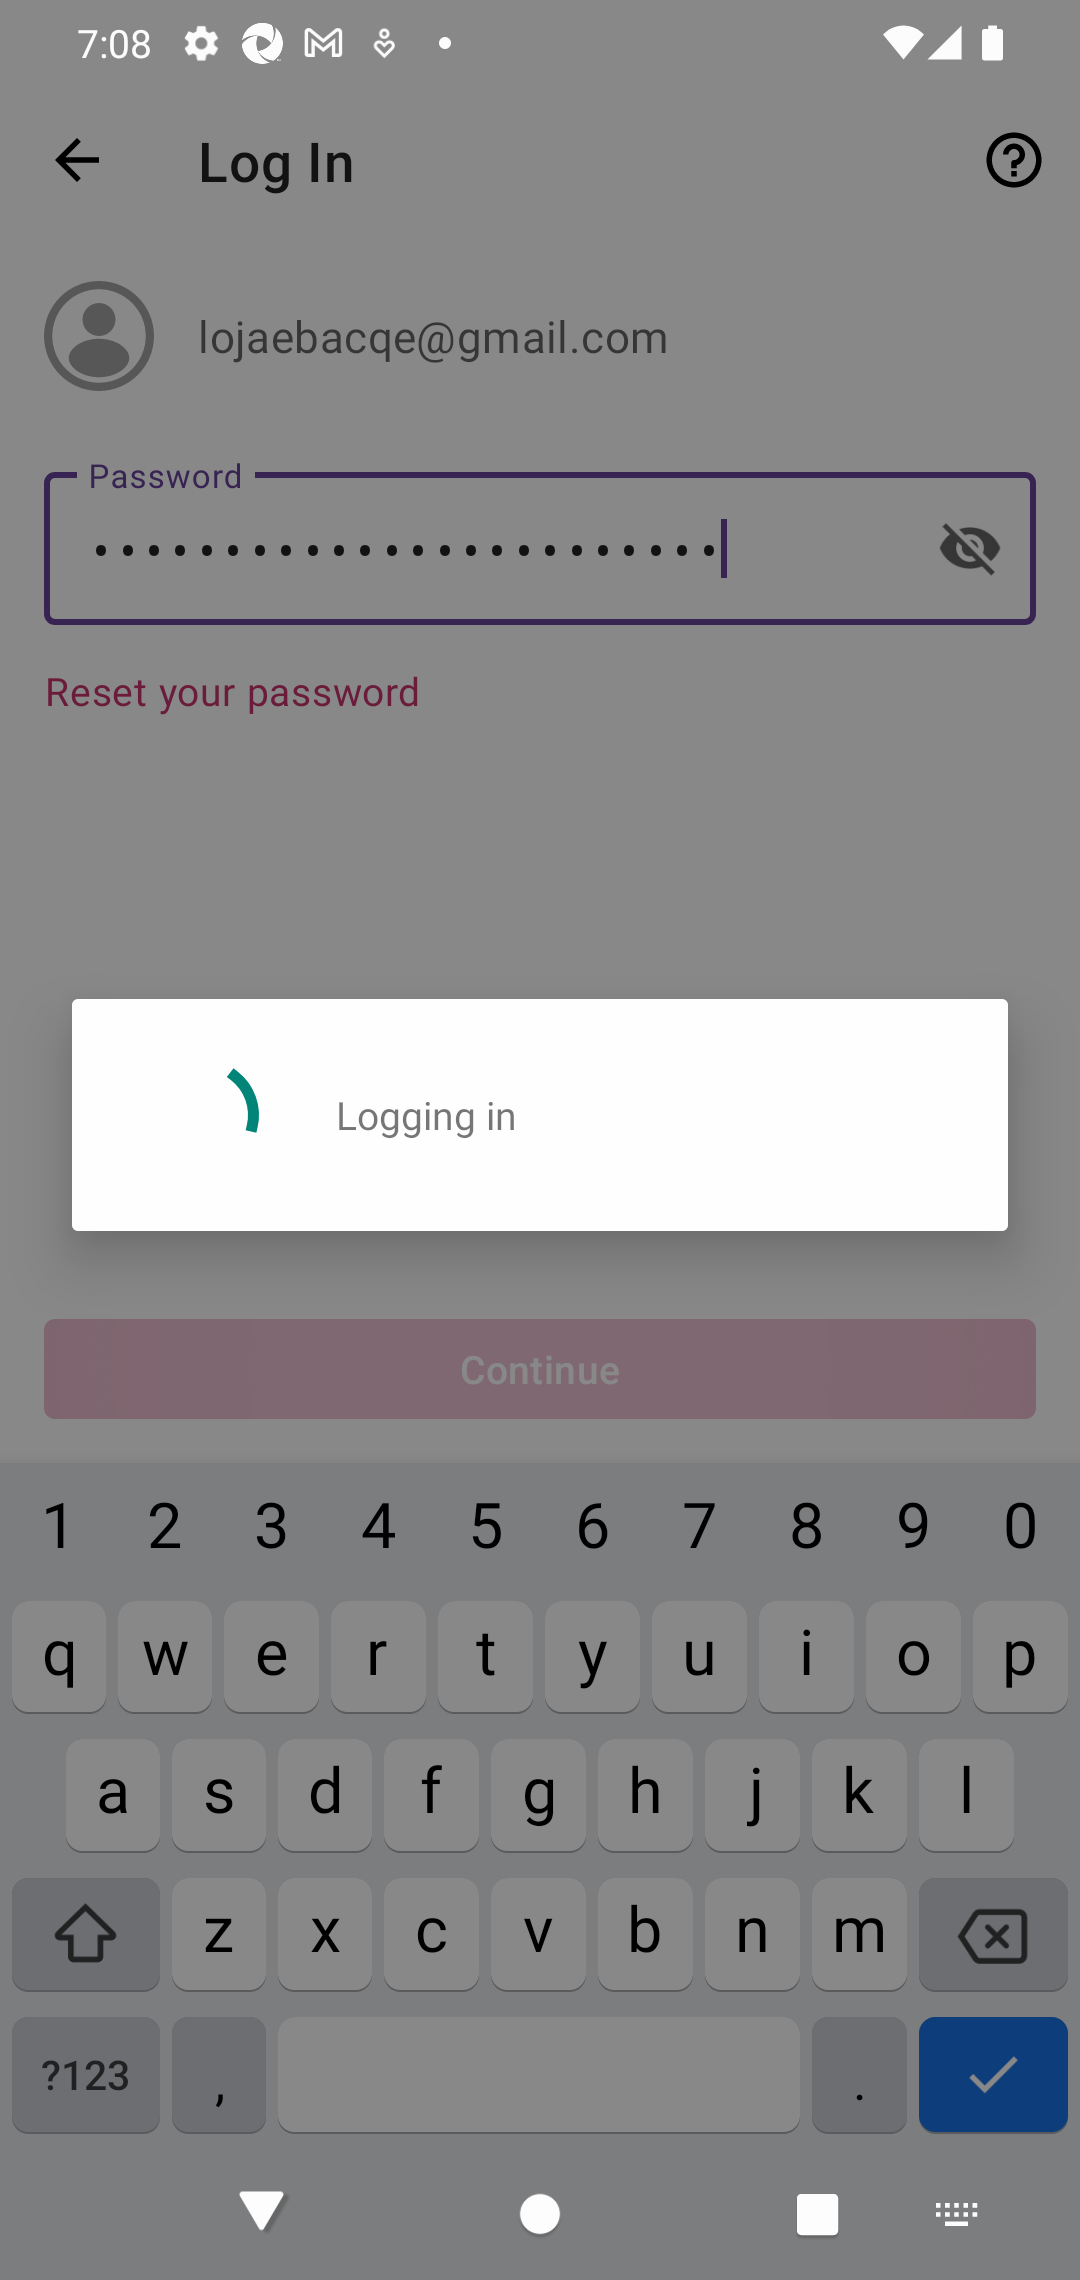 7:08
Log In
lojaebacqe@gmail.com
Password
••••••••••••••••••••••••
Reset your password
Logging in
Continue
1 2 3 4 5 6 7 8 9 0
q w e r t y u i o p
a s d f g h j k l
z x c v b n m
?123 , .